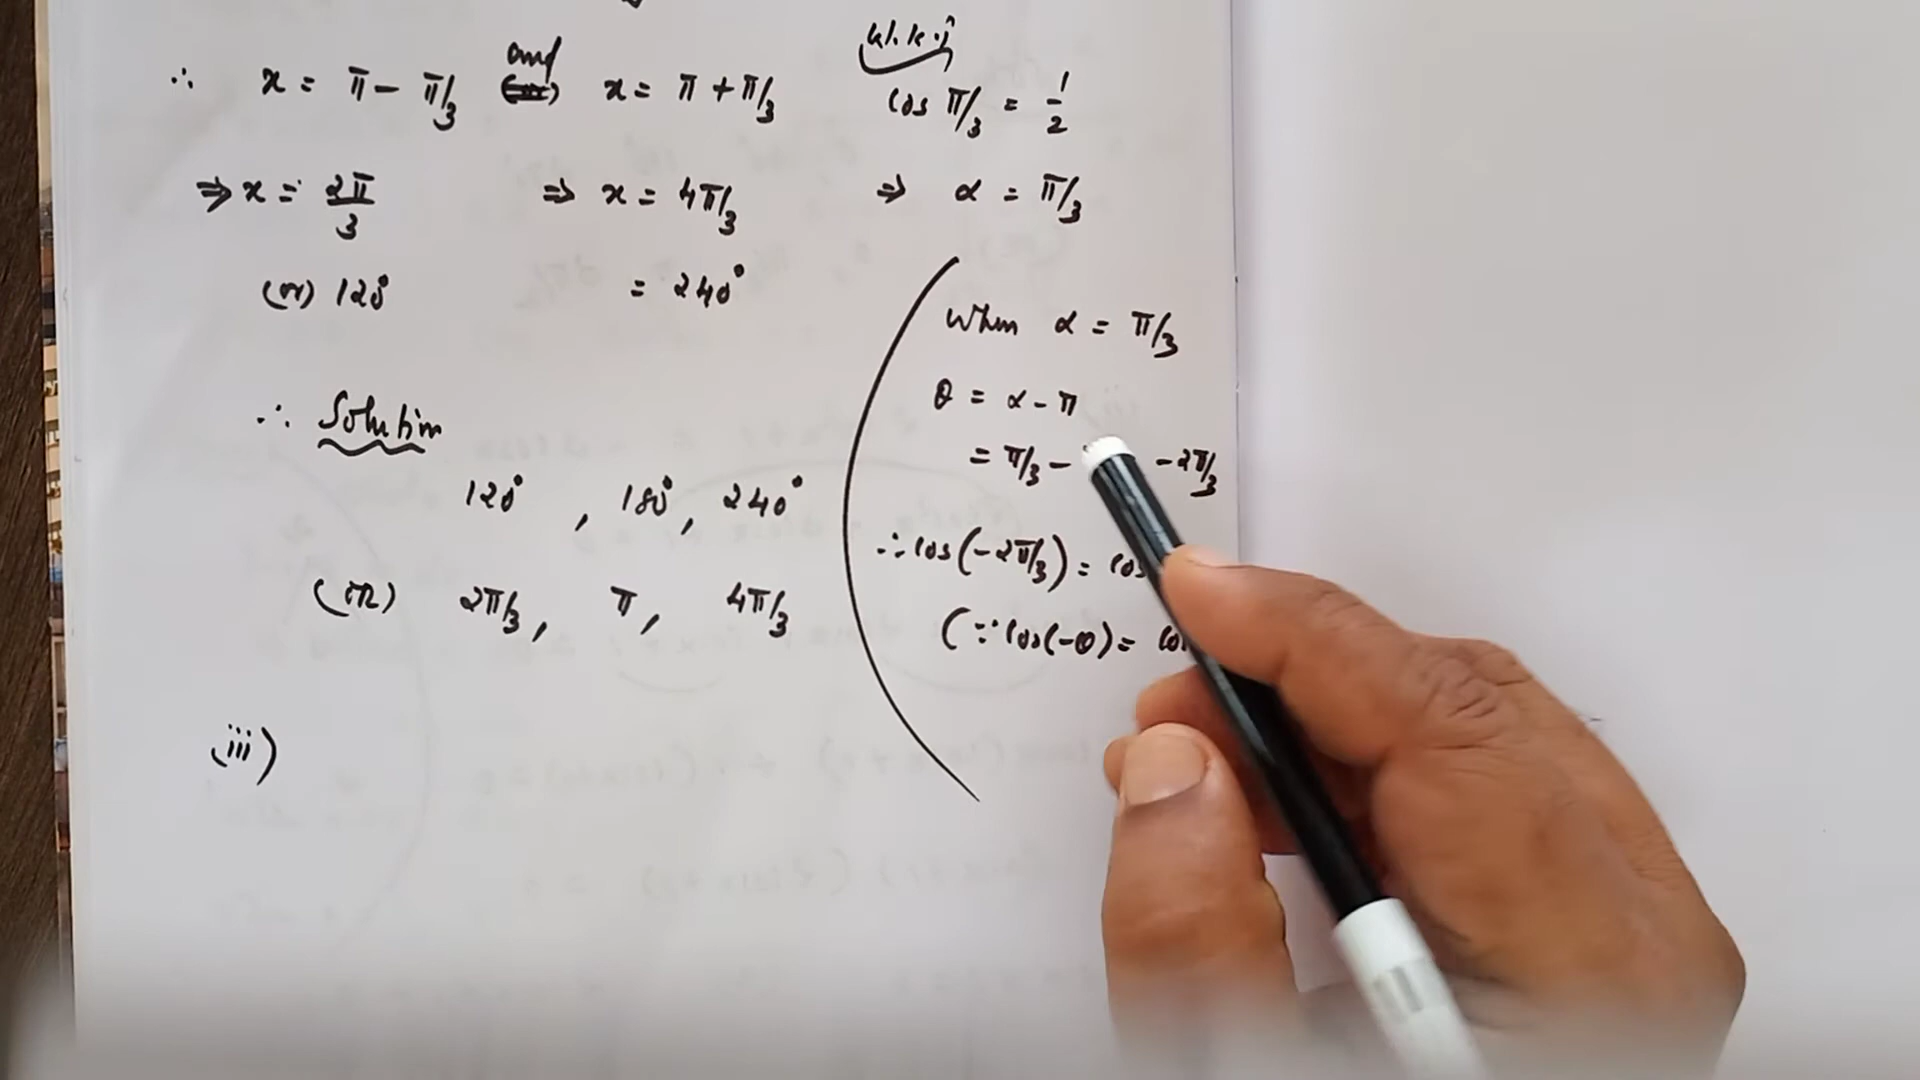 ∴ x = π - π/3 and x = π + π/3
w.k.t
cos π/3 = 1/2
⇒ x = 2π/3 ⇒ x = 4π/3 ⇒ α = π/3
(or) 120° = 240°
∴ Solution
120°, 180°, 240°
(or) 2π/3, π, 4π/3
(iii)
When α = π/3
θ = α - π
= π/3 - -2π/3
∴ cos(-2π/3) = cos
(∵ cos(-θ) =